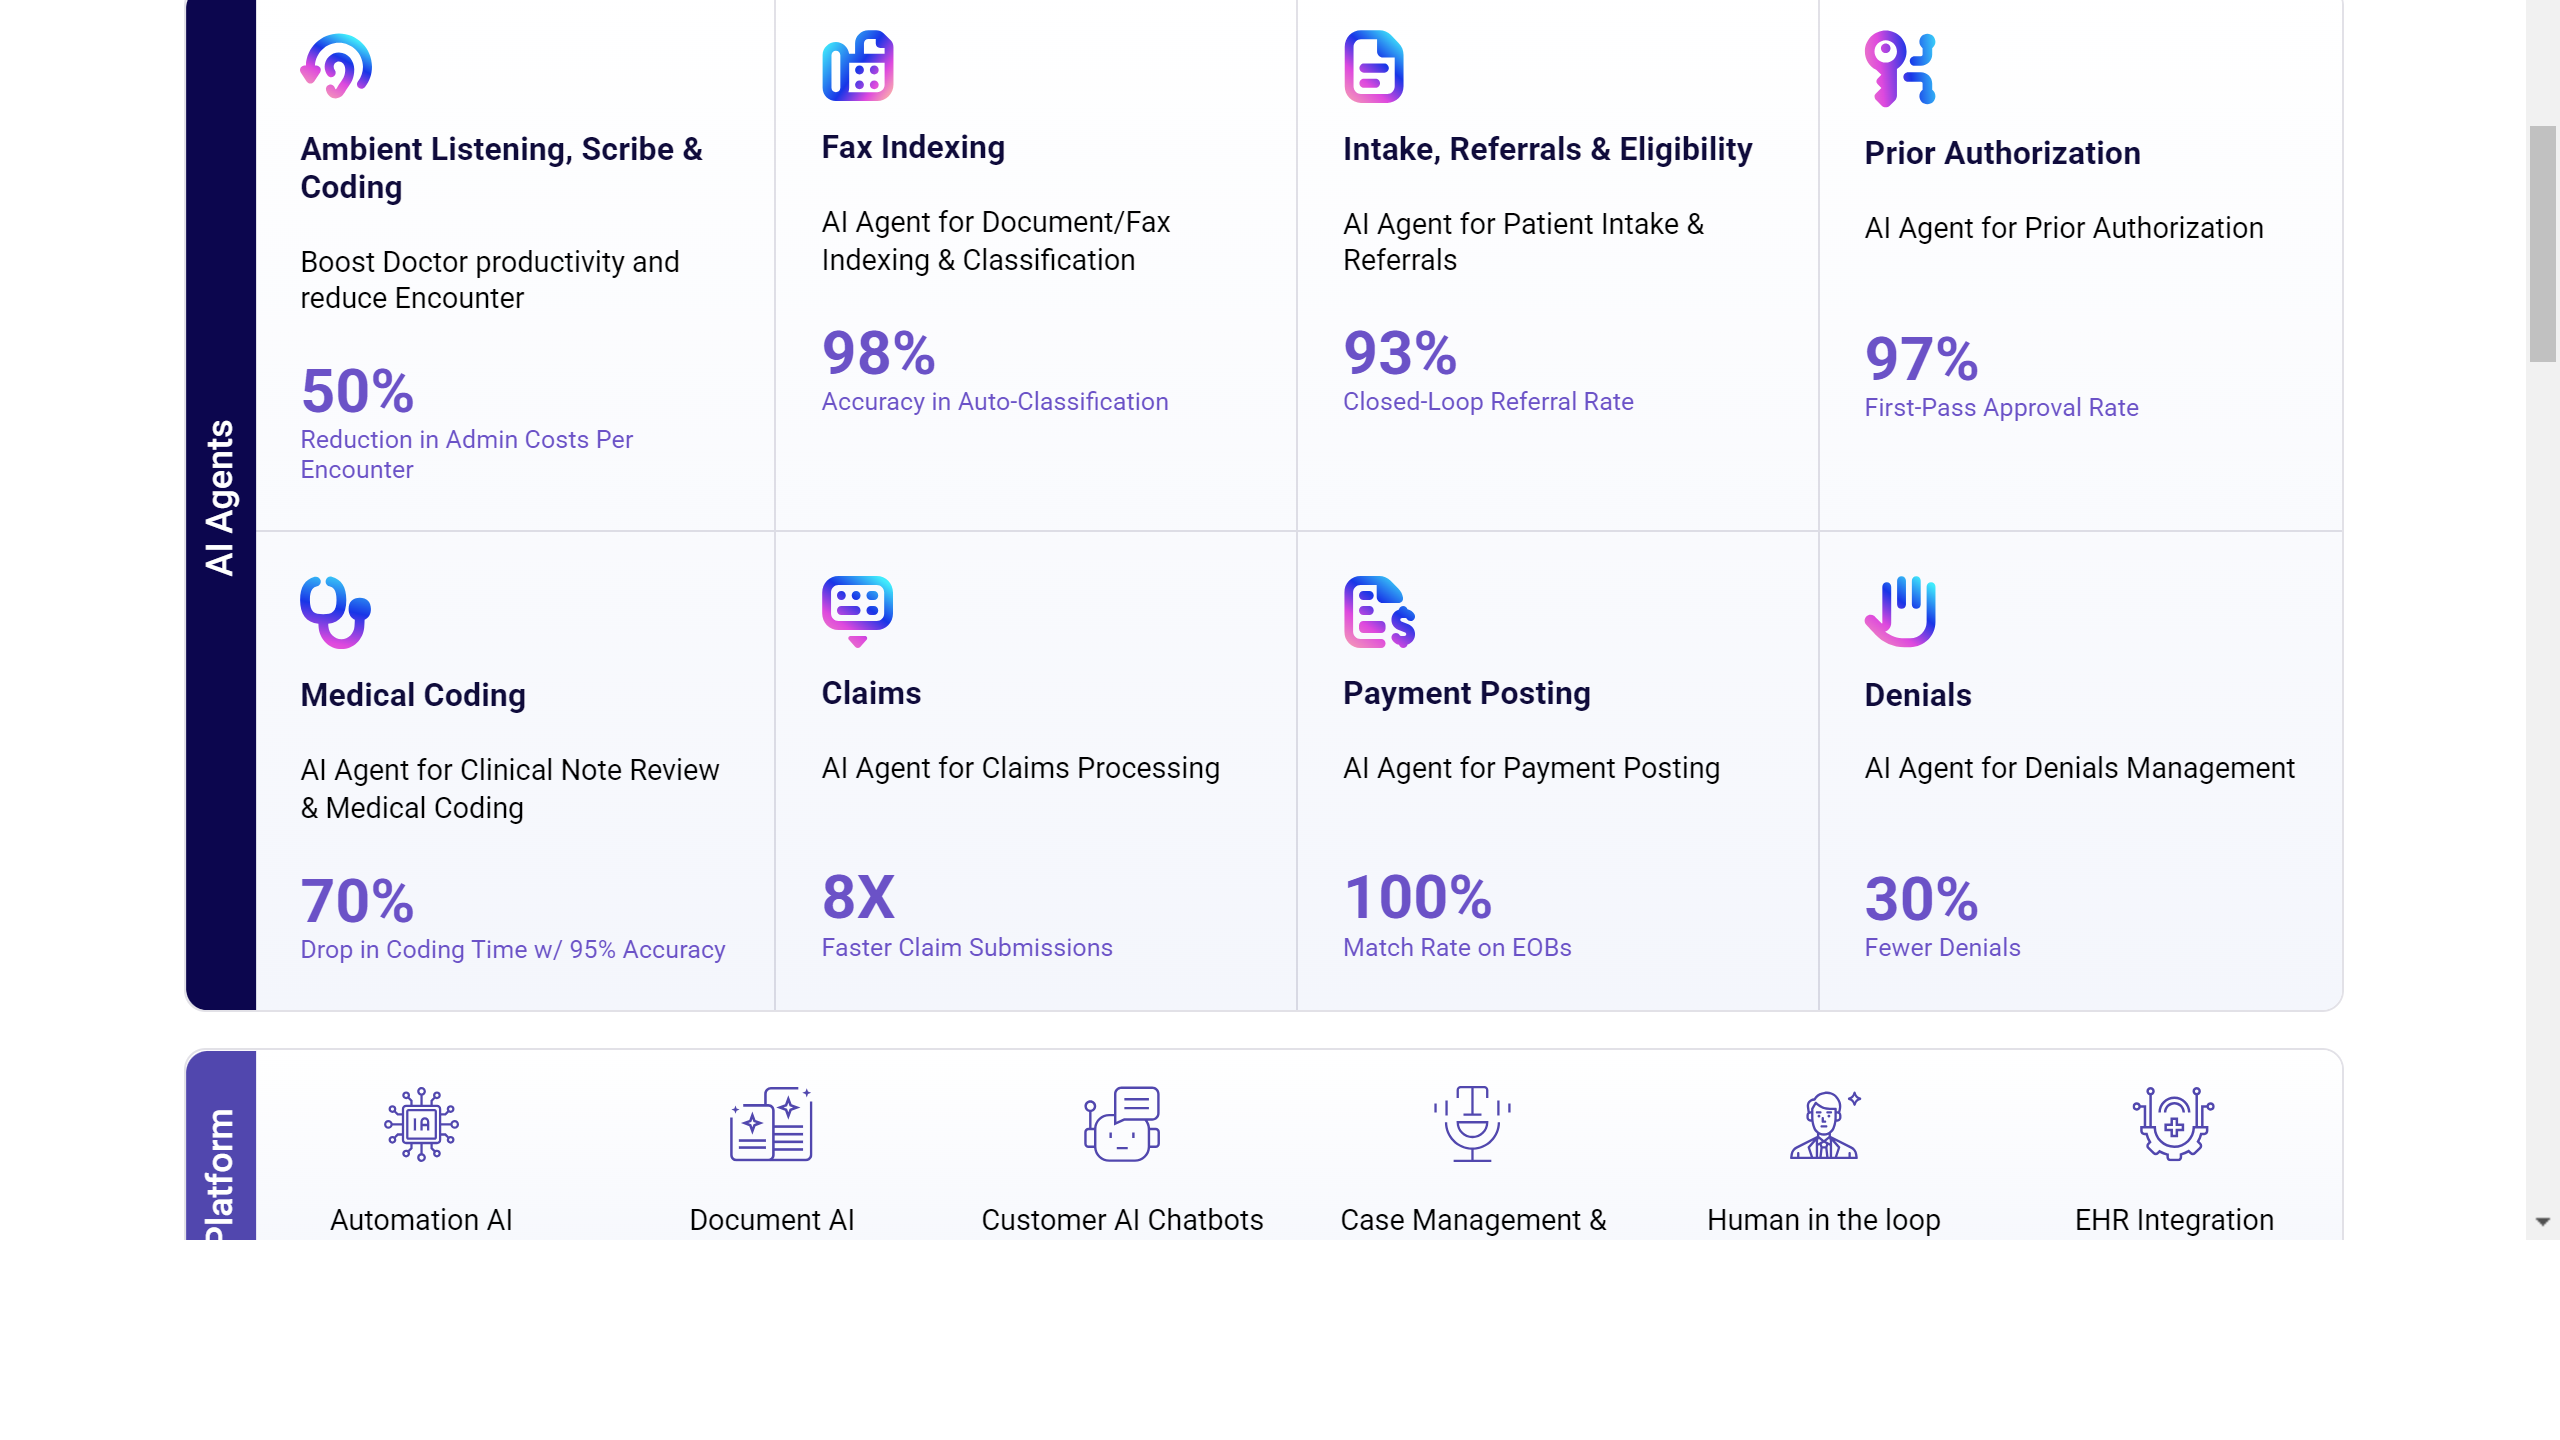 AI Agents
Ambient Listening, Scribe &
Coding
Boost Doctor productivity and
reduce Encounter
50%
Reduction in Admin Costs Per
Encounter
Fax Indexing
AI Agent for Document/Fax
Indexing & Classification
98%
Accuracy in Auto-Classification
Intake, Referrals & Eligibility
AI Agent for Patient Intake &
Referrals
93%
Closed-Loop Referral Rate
Prior Authorization
AI Agent for Prior Authorization
97%
First-Pass Approval Rate
Medical Coding
AI Agent for Clinical Note Review
& Medical Coding
70%
Drop in Coding Time w/ 95% Accuracy
Claims
AI Agent for Claims Processing
8X
Faster Claim Submissions
Payment Posting
AI Agent for Payment Posting
100%
Match Rate on EOBs
Denials
AI Agent for Denials Management
30%
Fewer Denials
Platform
Automation AI
Document AI
Customer AI Chatbots
Case Management &
Human in the loop
EHR Integration